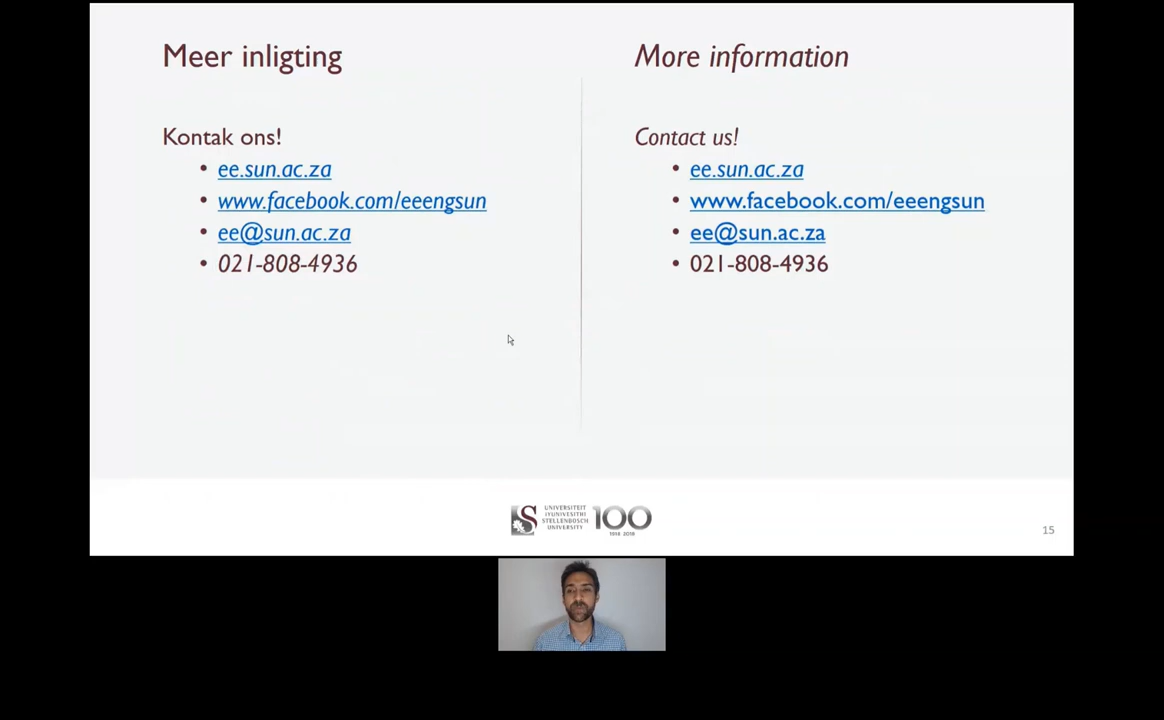 Meer inligting
Kontak ons!
• ee.sun.ac.za
• www.facebook.com/eeengsun
• ee@sun.ac.za
• 021-808-4936
More information
Contact us!
• ee.sun.ac.za
• www.facebook.com/eeengsun
• ee@sun.ac.za
• 021-808-4936
UNIVERSITEIT
IYUNIVESITHI
STELLENBOSCH
UNIVERSITY
100
1918 2018
15